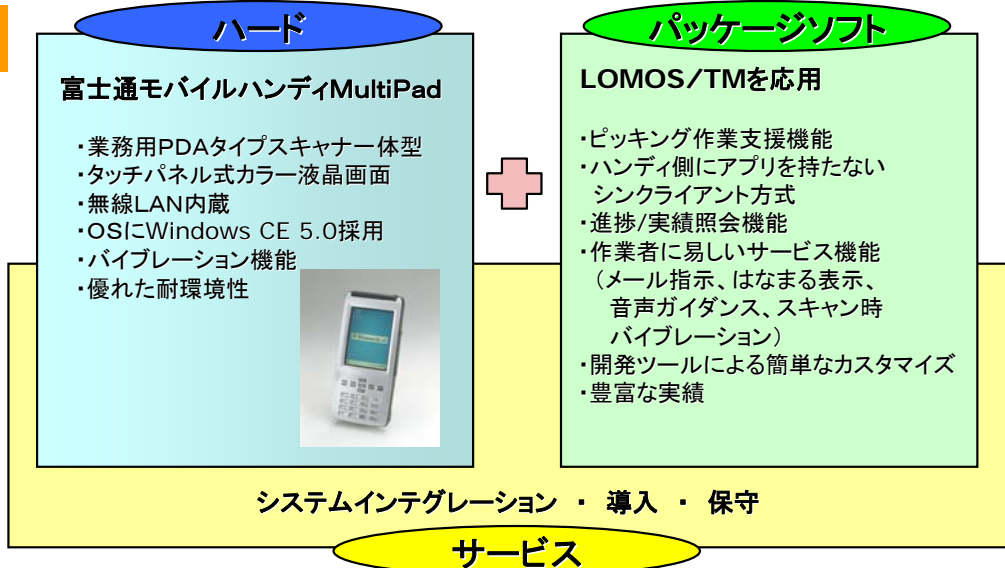 ハード
富士通モバイルハンディMultiPad
・業務用PDAタイプスキャナ一体型
・タッチパネル式カラー液晶画面
・無線LAN内蔵
・OSにWindows CE 5.0採用
・バイブレーション機能
・優れた耐環境性
パッケージソフト
LOMOS/TMを応用
・ピッキング作業支援機能
・ハンディ側にアプリを持たない
シンクライアント方式
・進捗/実績照会機能
・作業者に易しいサービス機能
（メール指示、はなまる表示、
音声ガイダンス、スキャン時
バイブレーション）
・開発ツールによる簡単なカスタマイズ
・豊富な実績
システムインテグレーション ・ 導入 ・ 保守
サービス